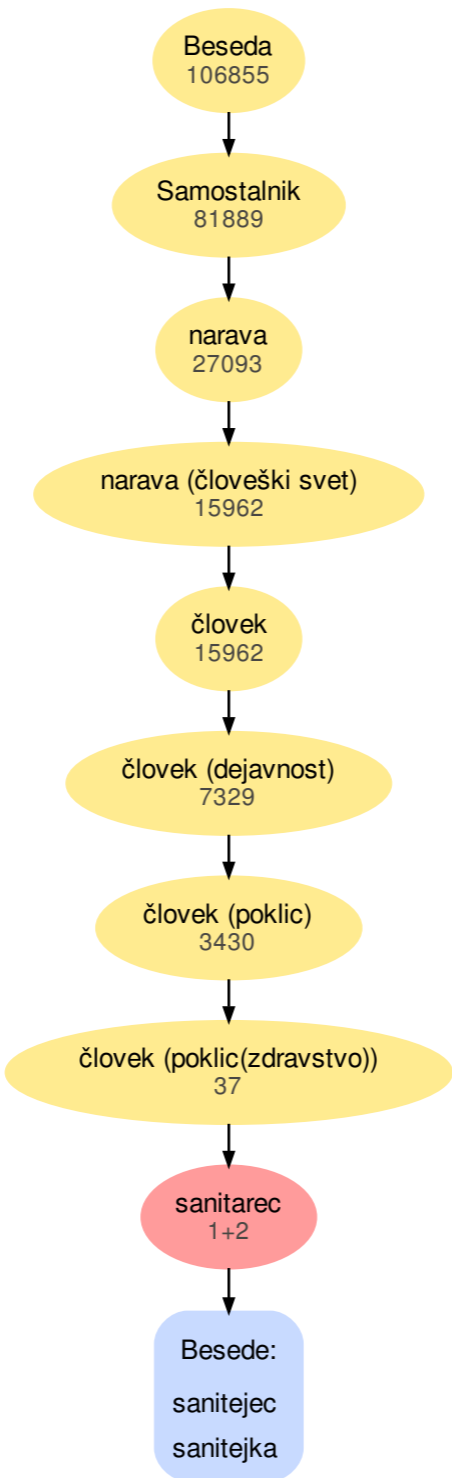 Beseda
106855
Samostalnik
81889
narava
27093
narava (človeški svet)
15962
človek
15962
človek (dejavnost)
7329
človek (poklic)
3430
človek (poklic(zdravstvo))
37
sanitarec
1+2
Besede:
sanitejec
sanitejka